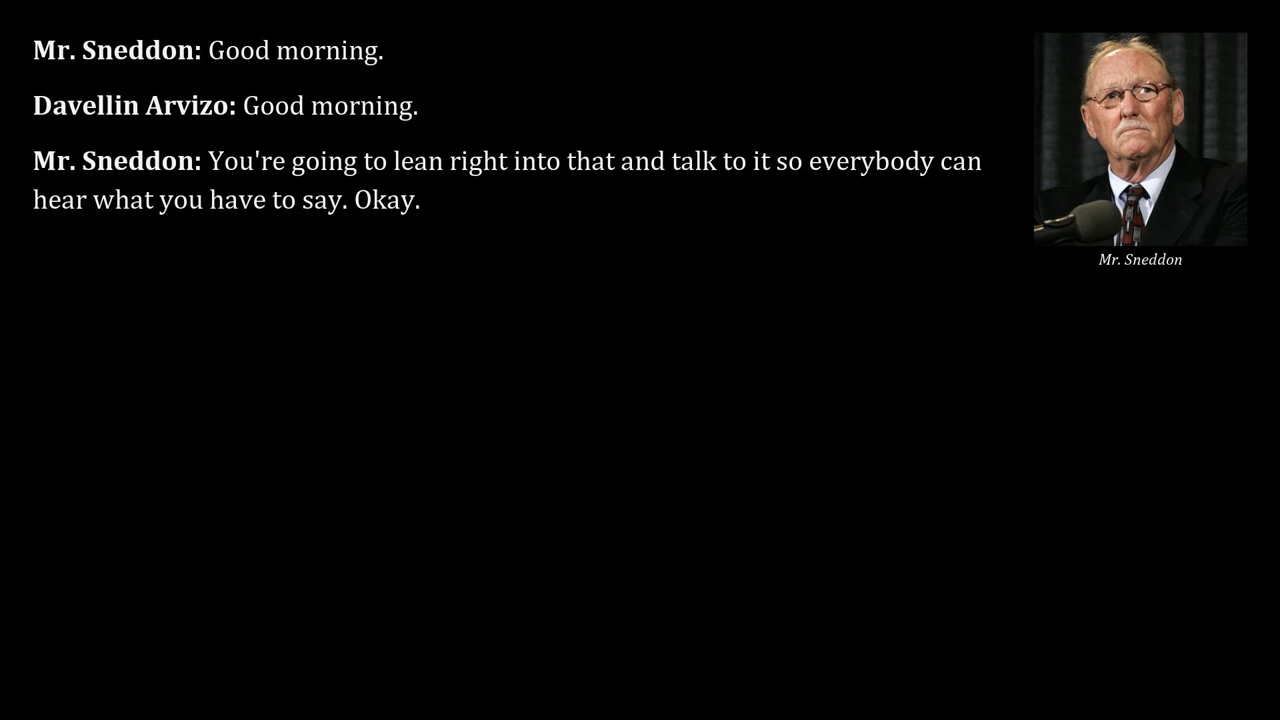 Mr. Sneddon: Good morning.
Davellin Arvizo: Good morning.
Mr. Sneddon: You're going to lean right into that and talk to it so everybody can
hear what you have to say. Okay.
Mr. Sneddon